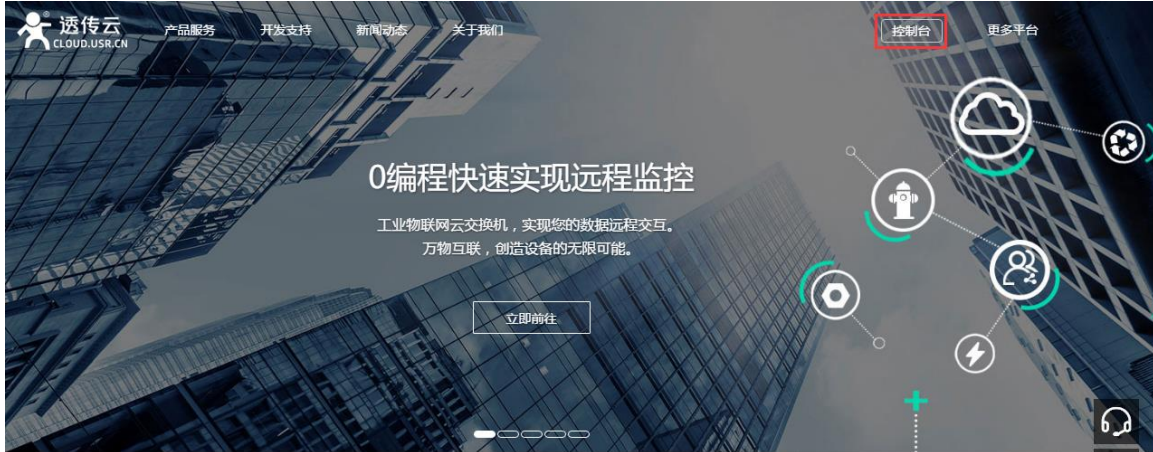 透传云
CLOUD.USR.CN
产品服务
开发支持
新闻动态
关于我们
控制台
更多平台
0编程快速实现远程监控
工业物联网云交换机，实现您的数据远程交互。
万物互联，创造设备的无限可能。
立即前往